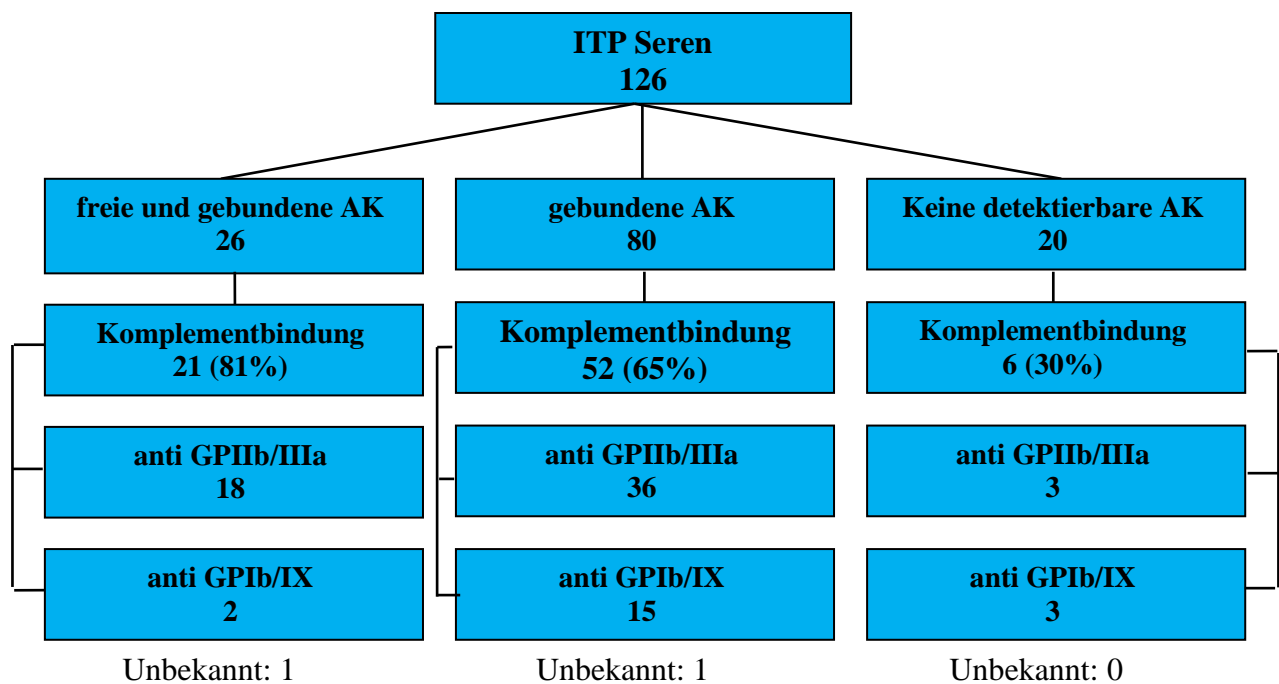 ITP Seren
126
freie und gebundene AK
26
gebundene AK
80
Keine detektierbare AK
20
Komplementbindung
21 (81%)
Komplementbindung
52 (65%)
Komplementbindung
6 (30%)
anti GPIIb/IIIa
18
anti GPIIb/IIIa
36
anti GPIIb/IIIa
3
anti GPIb/IX
2
anti GPIb/IX
15
anti GPIb/IX
3
Unbekannt: 1
Unbekannt: 1
Unbekannt: 0